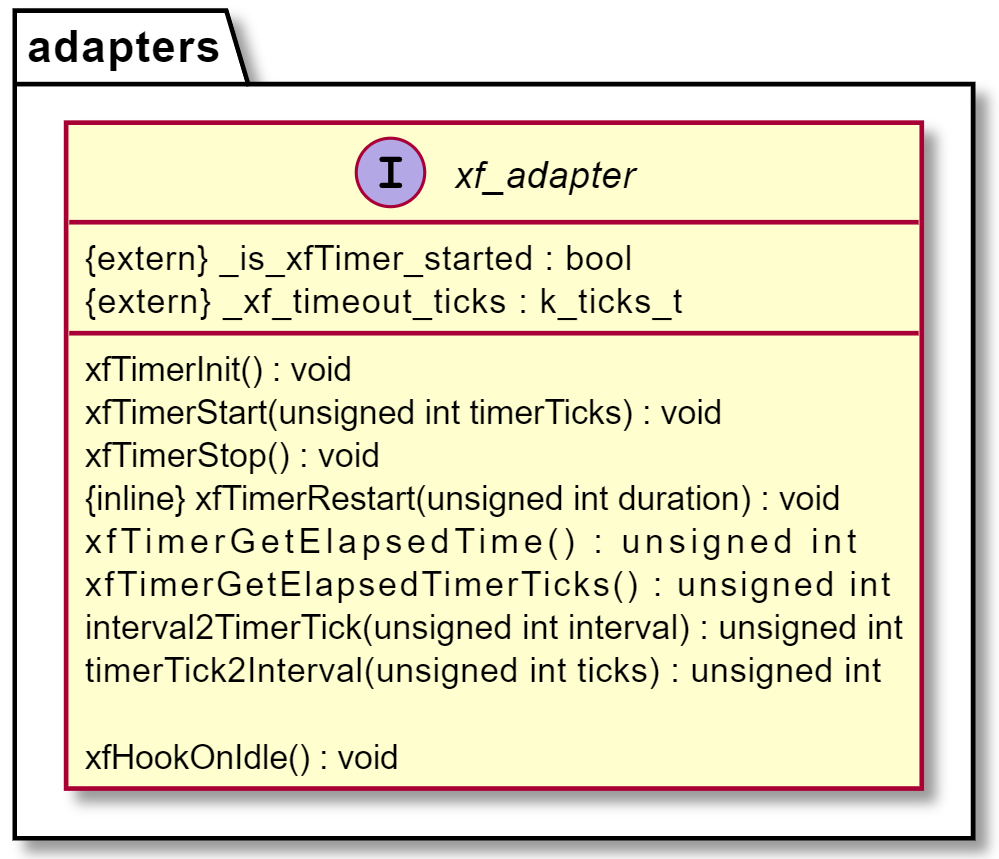 adapters
I xf_adapter
{extern} _is_xfTimer_started : bool
{extern} _xf_timeout_ticks : k_ticks_t
xfTimerInit() : void
xfTimerStart(unsigned int timerTicks) : void
xfTimerStop() : void
{inline} xfTimerRestart(unsigned int duration) : void
xfTimerGetElapsedTime() : unsigned int
xfTimerGetElapsedTimerTicks() : unsigned int
interval2TimerTick(unsigned int interval) : unsigned int
timerTick2Interval(unsigned int ticks) : unsigned int
xfHookOnIdle() : void